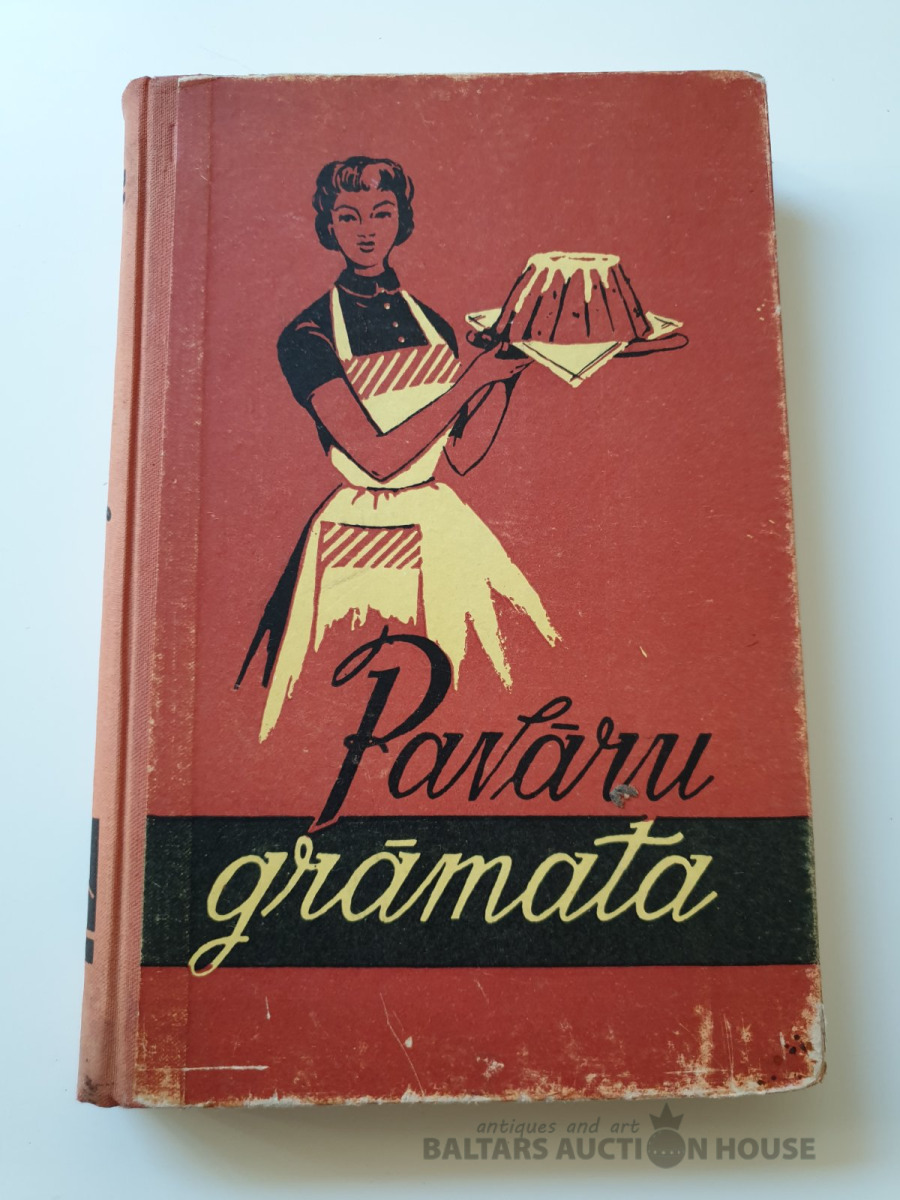 Pavāru
grāmata
antiques and art
BALTARS AUCTION HOUSE